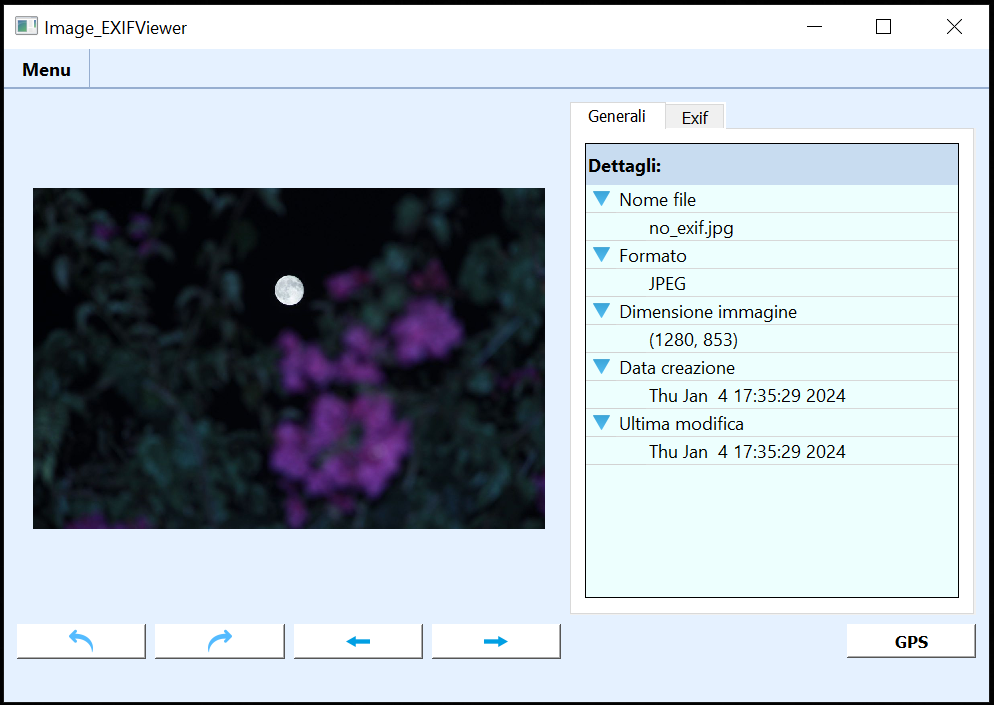 Image_EXIFViewer
Menu
Generali
Exif
Dettagli:
Nome file
no_exif.jpg
Formato
JPEG
Dimensione immagine
(1280, 853)
Data creazione
Thu Jan  4 17:35:29 2024
Ultima modifica
Thu Jan  4 17:35:29 2024
GPS